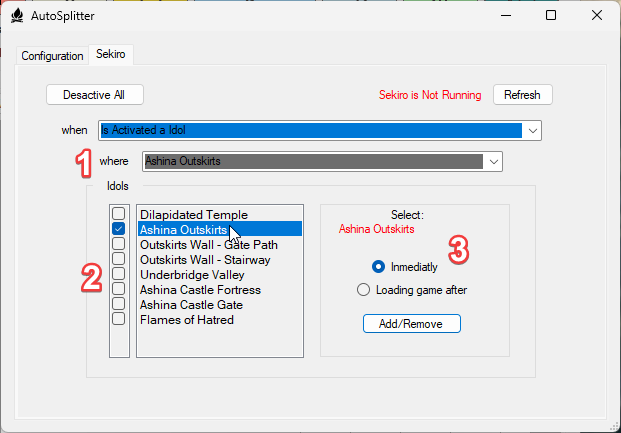 AutoSplitter
Configuration Sekiro
Desactive All Sekiro is Not Running Refresh
when Is Activated a Idol
1 where Ashina Outskirts
Idols
Dilapidated Temple
Ashina Outskirts
Outskirts Wall - Gate Path
Outskirts Wall - Stairway
2 Underbridge Valley
Ashina Castle Fortress
Ashina Castle Gate
Flames of Hatred
Select:
Ashina Outskirts
3
Inmediatly
Loading game after
Add/Remove